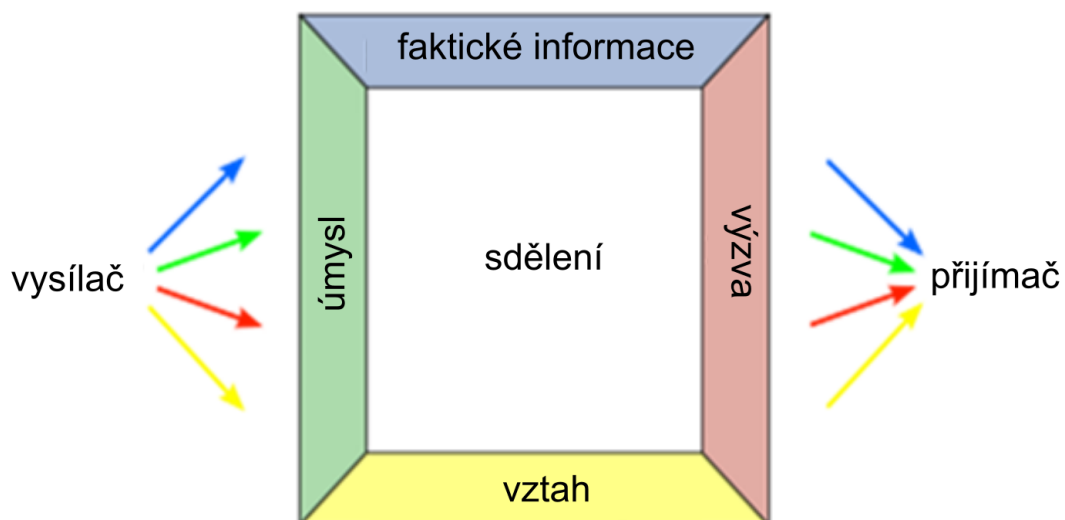 faktické informace
vysílač
úmysl
sdělení
výzva
přijímač
vztah